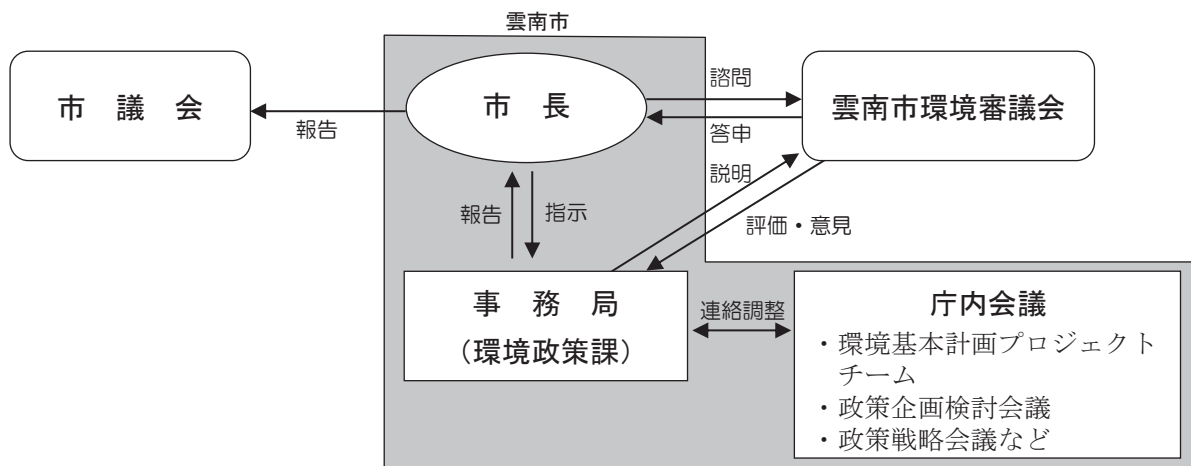 雲南市
市　議　会
報告
市　長
諮問
答申
雲南市環境審議会
説明
評価・意見
報告
指示
事　務　局
（環境政策課）
連絡調整
庁内会議
・環境基本計画プロジェクト
チーム
・政策企画検討会議
・政策戦略会議など